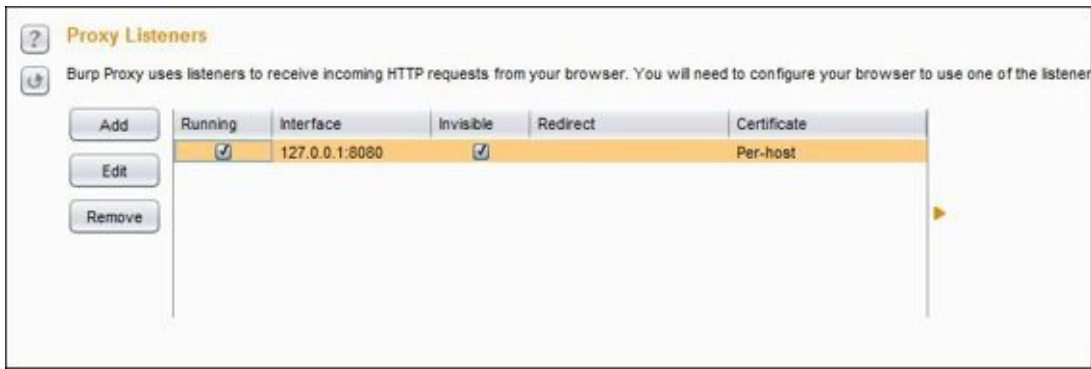 ?
Proxy Listeners
Burp Proxy uses listeners to receive incoming HTTP requests from your browser. You will need to configure your browser to use one of the listener
Add
Running Interface Invisible Redirect Certificate
127.0.0.1:8080 Per-host
Edit
Remove